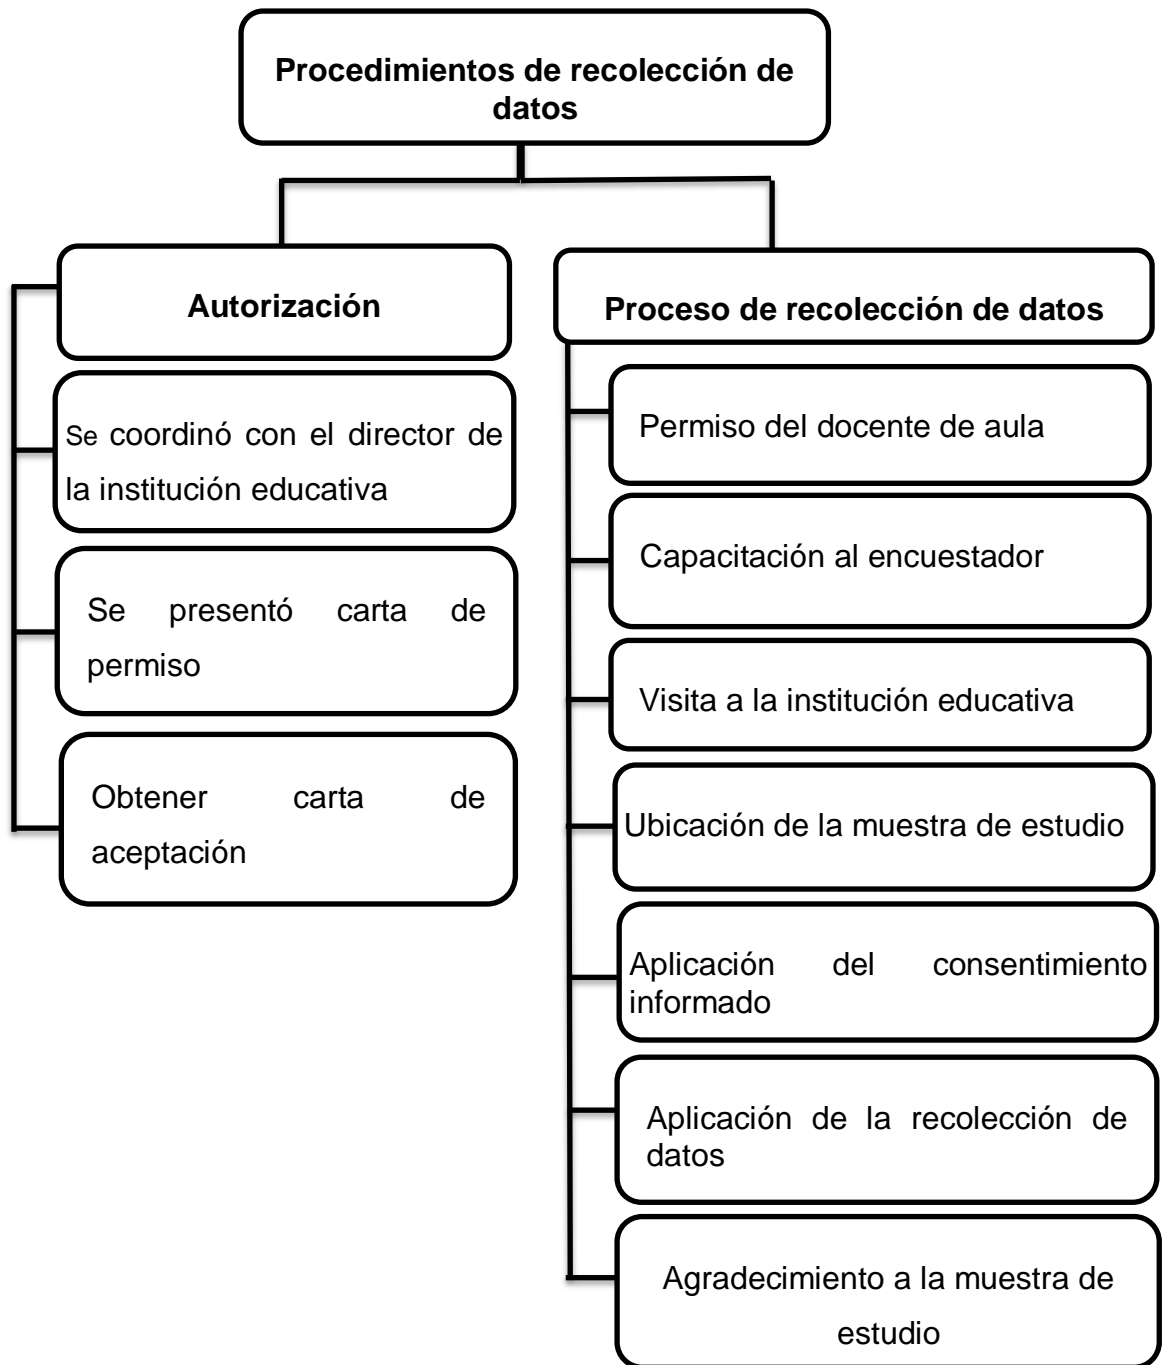 Procedimientos de recolección de
datos
Autorización
Se coordinó con el director de
la institución educativa
Se presentó carta de
permiso
Obtener carta de
aceptación
Proceso de recolección de datos
Permiso del docente de aula
Capacitación al encuestador
Visita a la institución educativa
Ubicación de la muestra de estudio
Aplicación del consentimiento
informado
Aplicación de la recolección de
datos
Agradecimiento a la muestra de
estudio